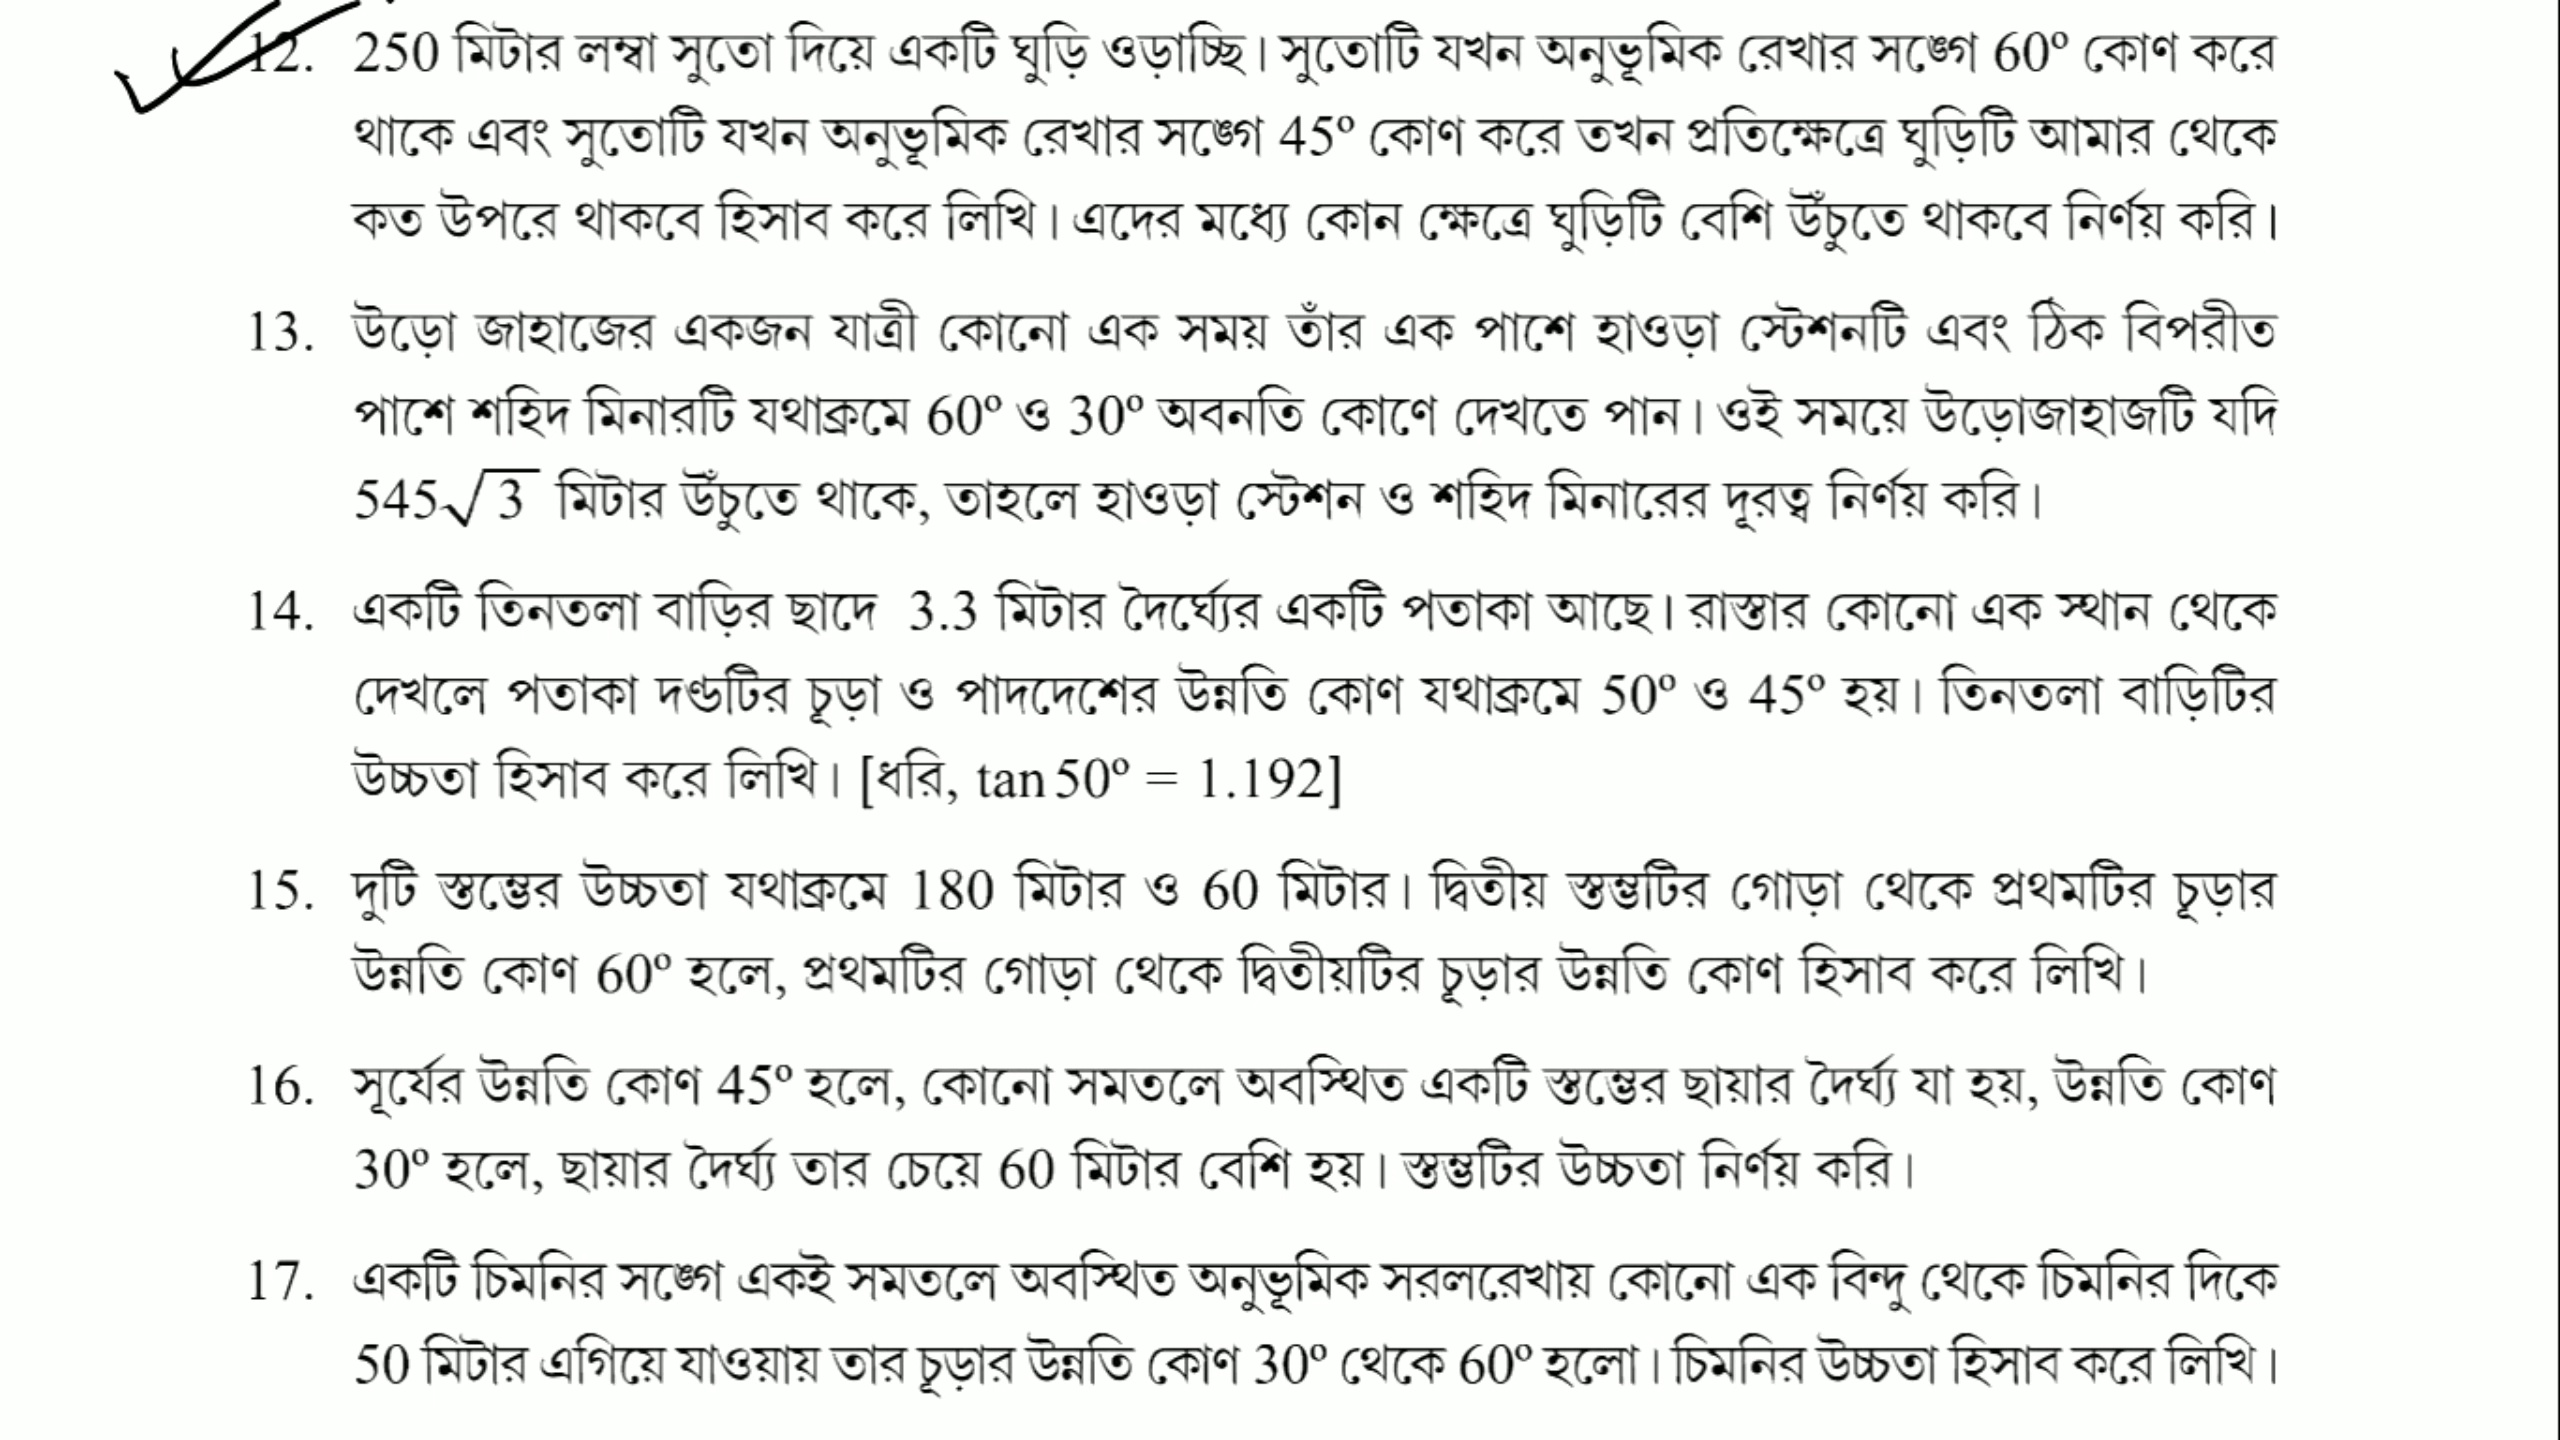 12. 250 মিটার লম্বা সুতো দিয়ে একটি ঘুড়ি ওড়াচ্ছি। সুতোটি যখন অনুভূমিক রেখার সঙ্গে 60° কোণ করে
থাকে এবং সুতোটি যখন অনুভূমিক রেখার সঙ্গে 45° কোণ করে তখন প্রতিক্ষেত্রে ঘুড়িটি আমার থেকে
কত উপরে থাকবে হিসাব করে লিখি। এদের মধ্যে কোন ক্ষেত্রে ঘুড়িটি বেশি উঁচুতে থাকবে নির্ণয় করি।
13. উড়ো জাহাজের একজন যাত্রী কোনো এক সময় তাঁর এক পাশে হাওড়া স্টেশনটি এবং ঠিক বিপরীত
পাশে শহিদ মিনারটি যথাক্রমে 60° ও 30° অবনতি কোণে দেখতে পান। ওই সময়ে উড়োজাহাজটি যদি
545√3 মিটার উঁচুতে থাকে, তাহলে হাওড়া স্টেশন ও শহিদ মিনারের দূরত্ব নির্ণয় করি।
14. একটি তিনতলা বাড়ির ছাদে 3.3 মিটার দৈর্ঘ্যের একটি পতাকা আছে। রাস্তার কোনো এক স্থান থেকে
দেখলে পতাকা দণ্ডটির চূড়া ও পাদদেশের উন্নতি কোণ যথাক্রমে 50° ও 45° হয়। তিনতলা বাড়িটির
উচ্চতা হিসাব করে লিখি। [ধরি, tan 50° = 1.192]
15. দুটি স্তম্ভের উচ্চতা যথাক্রমে 180 মিটার ও 60 মিটার। দ্বিতীয় স্তম্ভটির গোড়া থেকে প্রথমটির চূড়ার
উন্নতি কোণ 60° হলে, প্রথমটির গোড়া থেকে দ্বিতীয়টির চূড়ার উন্নতি কোণ হিসাব করে লিখি।
16. সূর্যের উন্নতি কোণ 45° হলে, কোনো সমতলে অবস্থিত একটি স্তম্ভের ছায়ার দৈর্ঘ্য যা হয়, উন্নতি কোণ
30° হলে, ছায়ার দৈর্ঘ্য তার চেয়ে 60 মিটার বেশি হয়। স্তম্ভটির উচ্চতা নির্ণয় করি।
17. একটি চিমনির সঙ্গে একই সমতলে অবস্থিত অনুভূমিক সরলরেখায় কোনো এক বিন্দু থেকে চিমনির দিকে
50 মিটার এগিয়ে যাওয়ায় তার চূড়ার উন্নতি কোণ 30° থেকে 60° হলো। চিমনির উচ্চতা হিসাব করে লিখি।